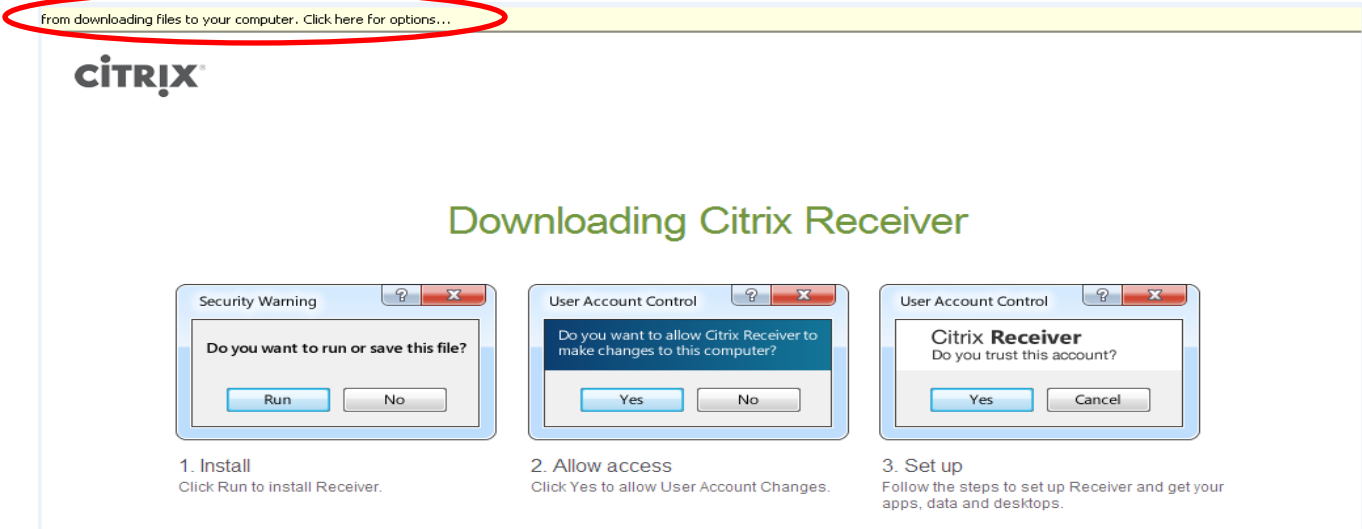 from downloading files to your computer. Click here for options...
CİTRIX®
Downloading Citrix Receiver
Security Warning
?
Do you want to run or save this file?
Run No
User Account Control
?
Do you want to allow Citrix Receiver to
make changes to this computer?
Yes No
User Account Control
?
Citrix Receiver
Do you trust this account?
Yes Cancel
1. Install
Click Run to install Receiver.
2. Allow access
Click Yes to allow User Account Changes.
3. Set up
Follow the steps to set up Receiver and get your
apps, data and desktops.